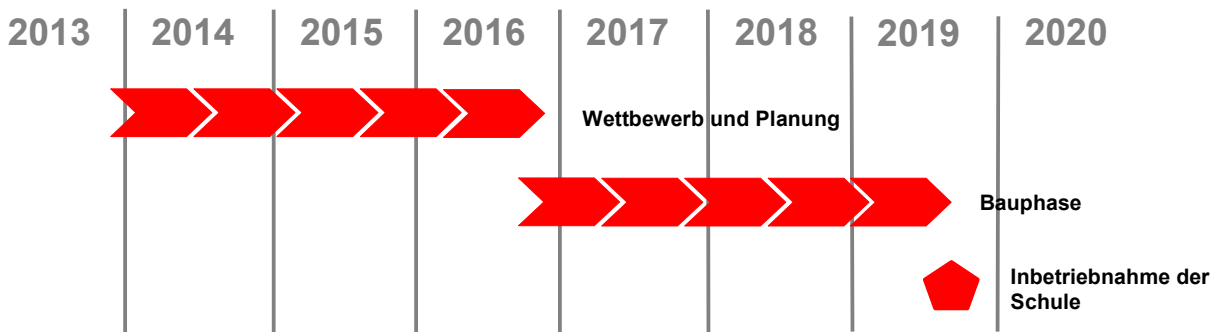 2013 2014 2015 2016 2017 2018 2019 2020
Wettbewerb und Planung
Bauphase
Inbetriebnahme der
Schule